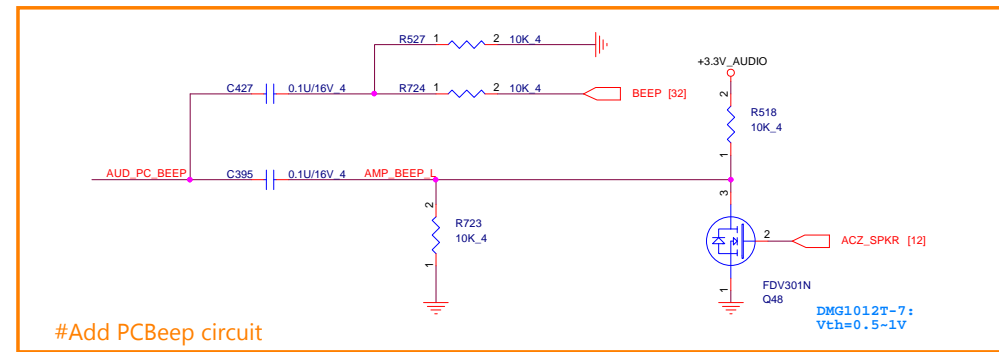 R527 1 2 10K_4
+3.3V_AUDIO
C427 0.1U/16V_4 R724 1 2 10K_4 BEEP [32]
2
R518
10K_4
1
AUD_PC_BEEP C395 0.1U/16V_4 AMP_BEEP_L
3
2
R723
10K_4
1
2 ACZ_SPKR [12]
1
FDV301N
Q48
DMG1012T-7:
Vth=0.5~1V
#Add PCBeep circuit